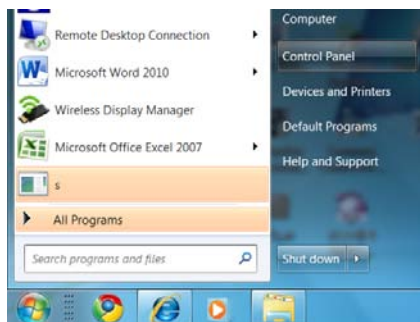 Remote Desktop Connection
Microsoft Word 2010
Wireless Display Manager
Microsoft Office Excel 2007
s
All Programs
Search programs and files
Computer
Control Panel
Devices and Printers
Default Programs
Help and Support
Shut down